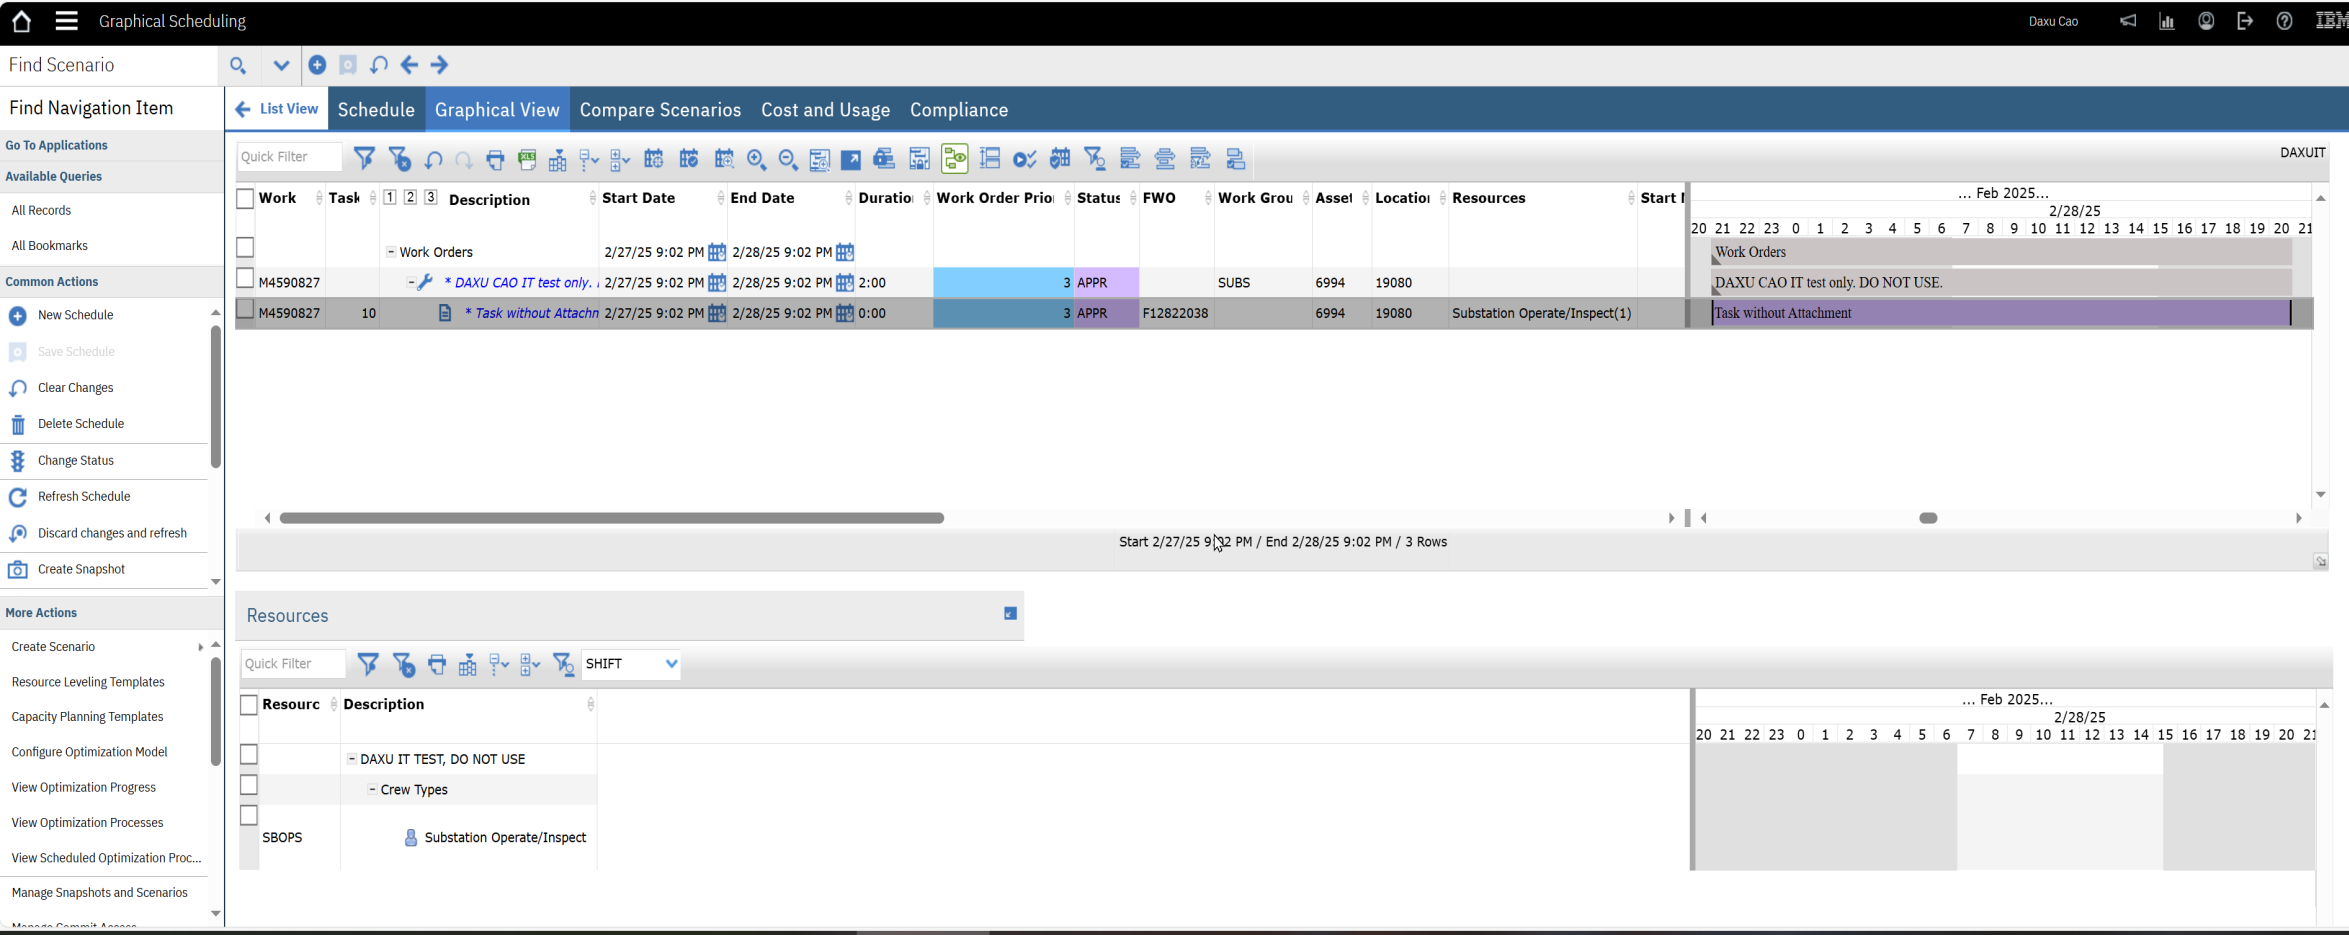 Graphical Scheduling
Daxu Cao
IBM
Find Scenario
Find Navigation Item
List View
Schedule
Graphical View
Compare Scenarios
Cost and Usage
Compliance
Go To Applications
Available Queries
All Records
All Bookmarks
Common Actions
New Schedule
Save Schedule
Clear Changes
Delete Schedule
Change Status
Refresh Schedule
Discard changes and refresh
Create Snapshot
More Actions
Create Scenario
Resource Leveling Templates
Capacity Planning Templates
Configure Optimization Model
View Optimization Progress
View Optimization Processes
View Scheduled Optimization Proc...
Manage Snapshots and Scenarios
Manage Commit Access
Quick Filter
XLS
DAXUIT
Work Task 1 2 3 Description Start Date End Date Duratio Work Order Prio Status FWO Work Grou Asset Locatio Resources Start
... Feb 2025...
2/28/25
20 21 22 23 0 1 2 3 4 5 6 7 8 9 10 11 12 13 14 15 16 17 18 19 20 21
- Work Orders 2/27/25 9:02 PM 2/28/25 9:02 PM Work Orders
M4590827 - * DAXU CAO IT test only. 2/27/25 9:02 PM 2/28/25 9:02 PM 2:00 3 APPR SUBS 6994 19080 DAXU CAO IT test only. DO NOT USE.
M4590827 10 * Task without Attachn 2/27/25 9:02 PM 2/28/25 9:02 PM 0:00 3 APPR F12822038 6994 19080 Substation Operate/Inspect(1) Task without Attachment
Start 2/27/25 9:02 PM / End 2/28/25 9:02 PM / 3 Rows
Resources
Quick Filter
SHIFT
Resourc Description
... Feb 2025...
2/28/25
20 21 22 23 0 1 2 3 4 5 6 7 8 9 10 11 12 13 14 15 16 17 18 19 20 21
- DAXU IT TEST, DO NOT USE
- Crew Types
SBOPS Substation Operate/Inspect